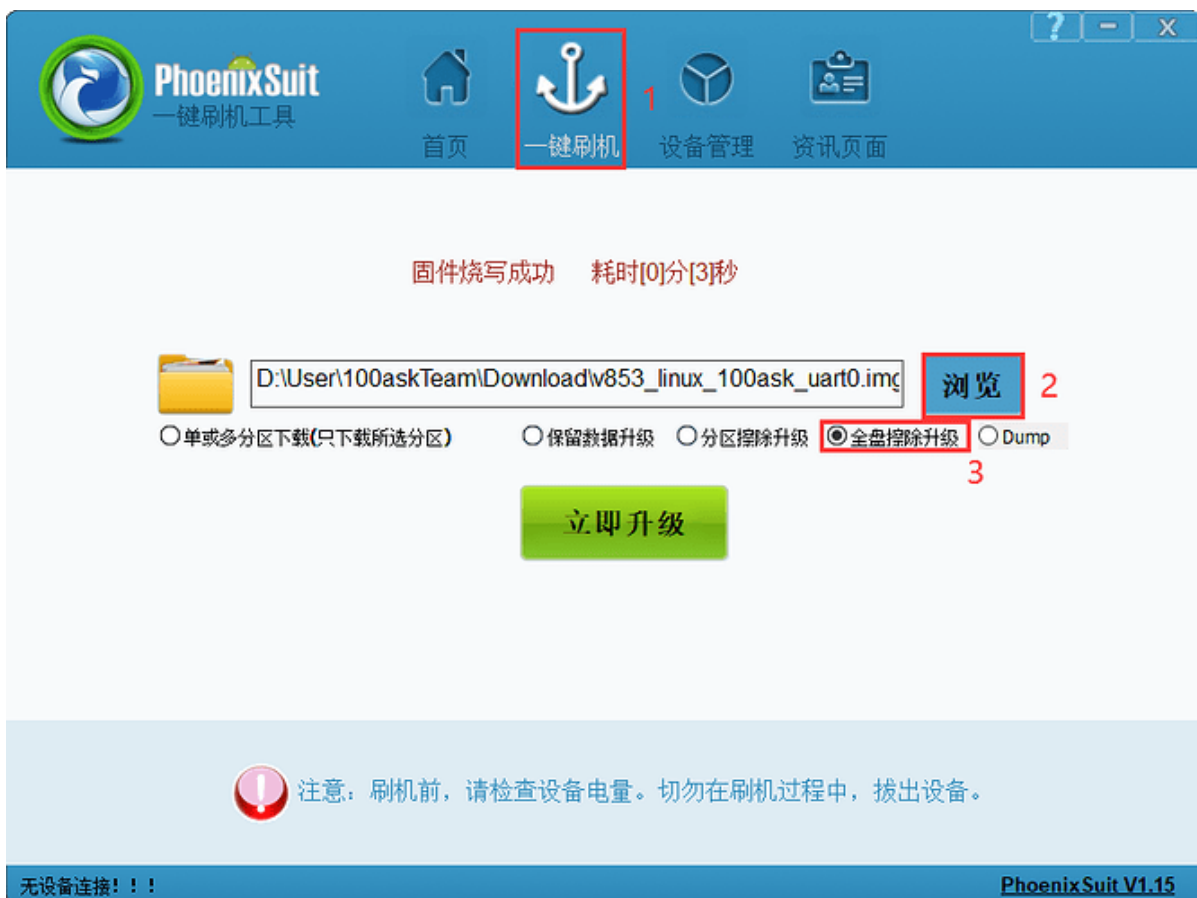 ? - X
PhoenixSuit
一键刷机工具
首页
一键刷机
1
设备管理
资讯页面
固件烧写成功 耗时[0]分[3]秒
D:\User\100askTeam\Download\v853_linux_100ask_uart0.img
浏览
2
单或多分区下载(只下载所选分区)
保留数据升级
分区擦除升级
全盘擦除升级
Dump
3
立即升级
注意：刷机前，请检查设备电量。切勿在刷机过程中，拔出设备。
无设备连接！！！
PhoenixSuit V1.15